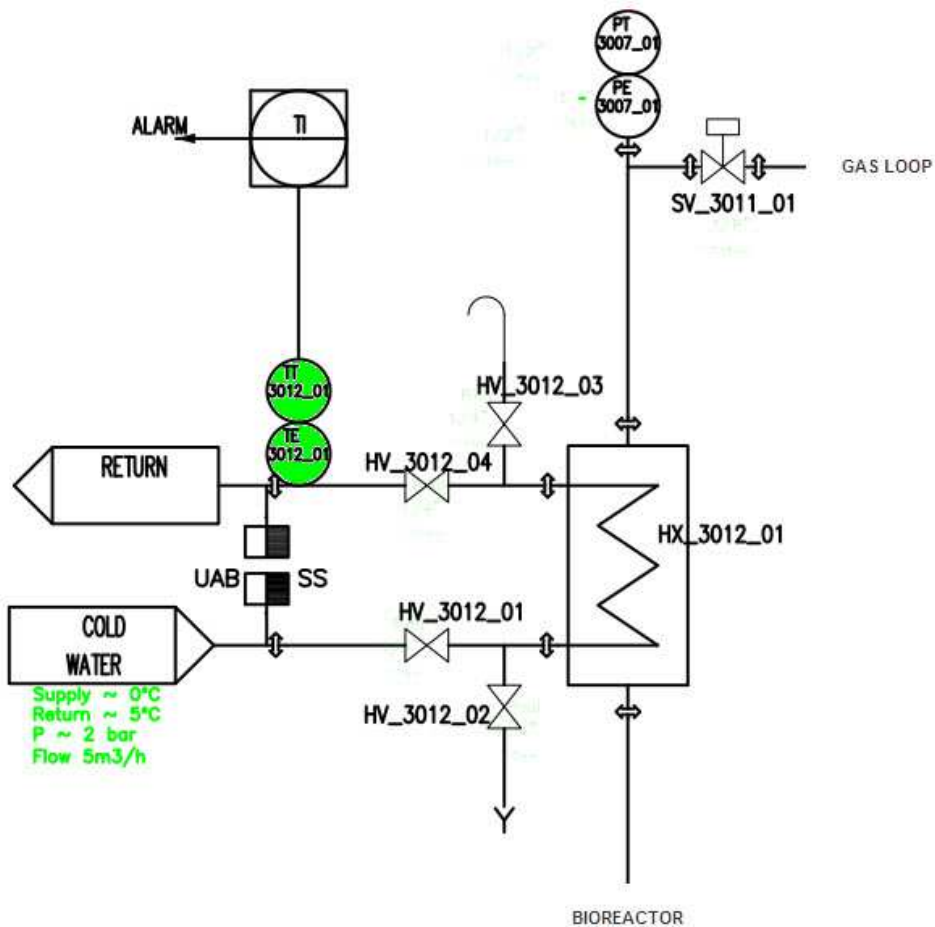 PT
3007_01
PE
3007_01
ALARM
TI
GAS LOOP
SV_3011_01
TT
3012_01
HV_3012_03
TE
3012_01
RETURN
HV_3012_04
HX_3012_01
UAB
SS
COLD
WATER
HV_3012_01
Supply ~ 0°C
Return ~ 5°C
P ~ 2 bar
Flow 5m3/h
HV_3012_02
BIOREACTOR